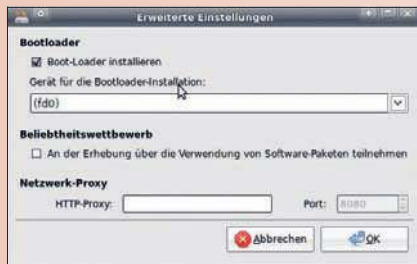 Erweiterte Einstellungen
Bootloader
Boot-Loader installieren
Gerät für die Bootloader-Installation:
(fd0)
Beliebtheitswettbewerb
An der Erhebung über die Verwendung von Software-Paketen teilnehmen
Netzwerk-Proxy
HTTP-Proxy: Port: 8080
Abbrechen OK